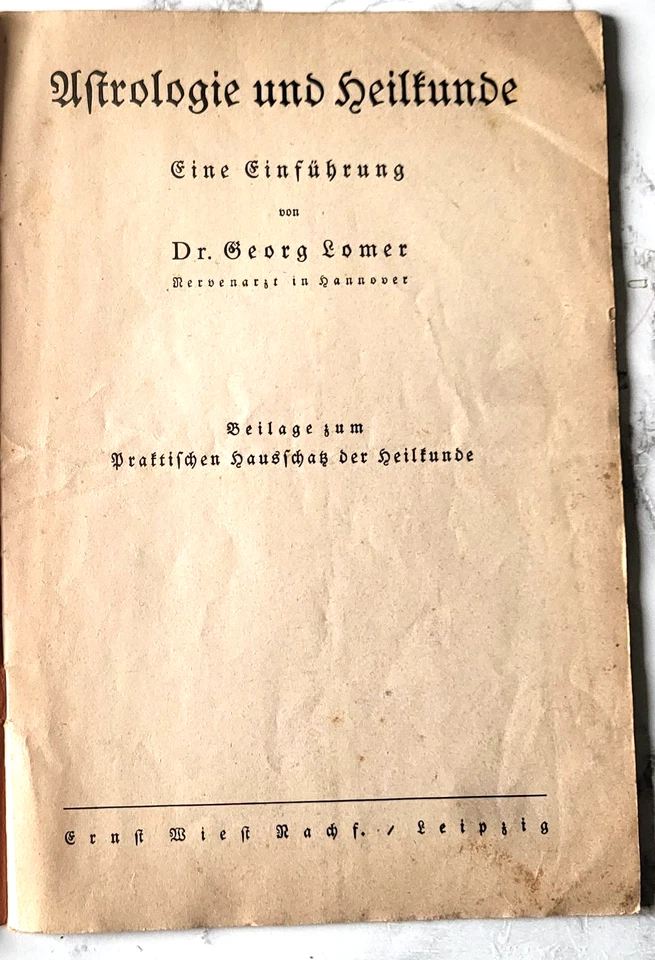 Astrologie und Heilkunde
Eine Einführung
von
Dr. Georg Lomer
Nervenarzt in Hannover
Beilage zum
Praktischen Hausschatz der Heilkunde
Ernst Wiest Nachf. / Leipzig